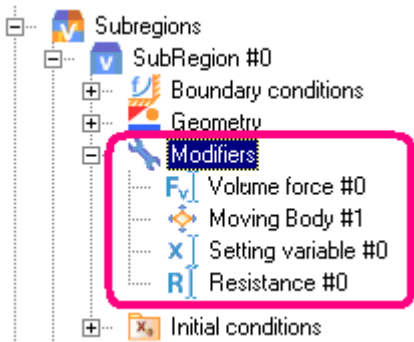 Subregions
SubRegion #0
Boundary conditions
Geometry
Modifiers
Volume force #0
Moving Body #1
Setting variable #0
Resistance #0
Initial conditions